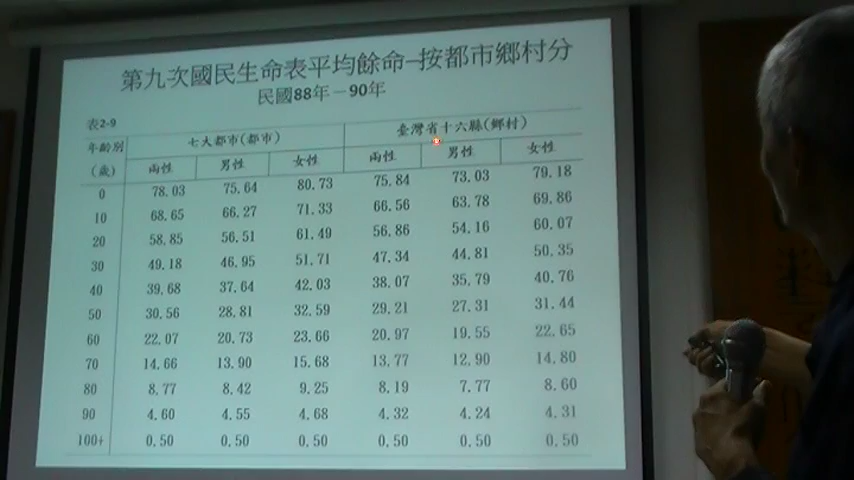 第九次國民生命表平均餘命─按都市鄉村分
民國88年－90年
表2-9
年齡別(歲) 七大都市(都市) 臺灣省十六縣(鄉村)
兩性 男性 女性 兩性 男性 女性
0 78.03 75.64 80.73 75.84 73.03 79.18
10 68.65 66.27 71.33 66.56 63.78 69.86
20 58.85 56.51 61.49 56.86 54.16 60.07
30 49.18 46.95 51.71 47.34 44.81 50.35
40 39.68 37.64 42.03 38.07 35.79 40.76
50 30.56 28.81 32.59 29.21 27.31 31.44
60 22.07 20.73 23.66 20.97 19.55 22.65
70 14.66 13.90 15.68 13.77 12.90 14.80
80 8.77 8.42 9.25 8.19 7.77 8.60
90 4.60 4.55 4.68 4.32 4.24 4.31
100+ 0.50 0.50 0.50 0.50 0.50 0.50